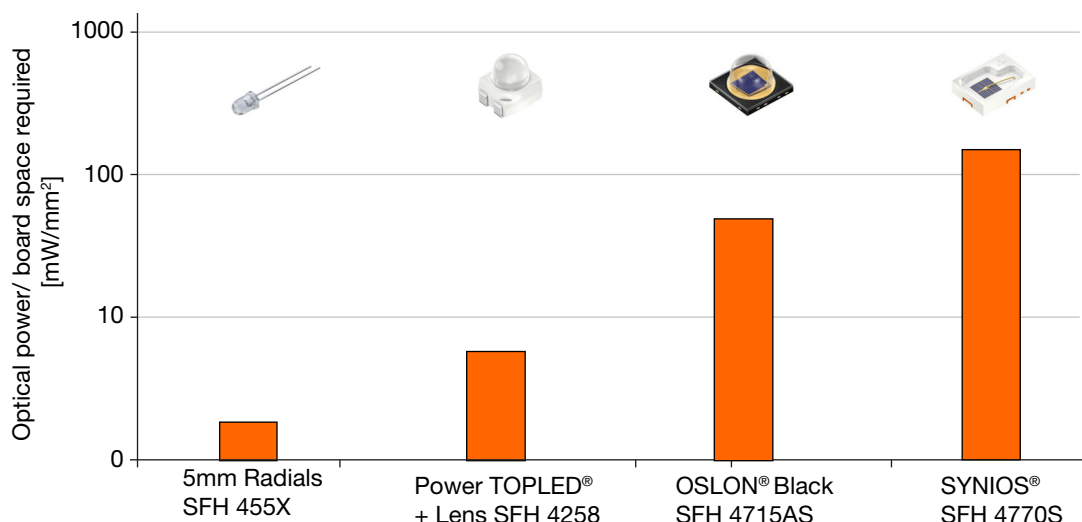 Optical power/ board space required
[mW/mm²]
1000
100
10
0
5mm Radials
SFH 455X
Power TOPLED®
+ Lens SFH 4258
OSLON® Black
SFH 4715AS
SYNIOS®
SFH 4770S